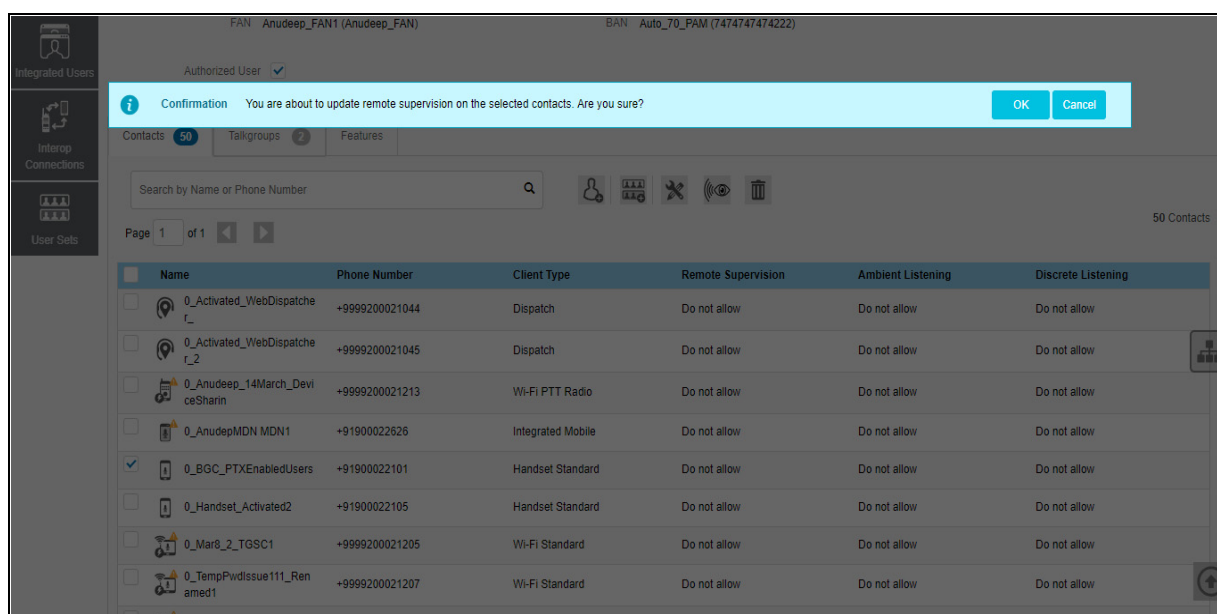 FAN Anudeep_FAN1 (Anudeep_FAN) BAN Auto_70_PAM (7474747474222)
Integrated Users
Authorized User
Confirmation You are about to update remote supervision on the selected contacts. Are you sure? OK Cancel
Interop
Connections
Contacts 50 Talkgroups 2 Features
Search by Name or Phone Number
50 Contacts
User Sets
Page 1 of 1
Name Phone Number Client Type Remote Supervision Ambient Listening Discrete Listening
0_Activated_WebDispatche
r_ +9999200021044 Dispatch Do not allow Do not allow Do not allow
0_Activated_WebDispatche
r_2 +9999200021045 Dispatch Do not allow Do not allow Do not allow
0_Anudeep_14March_Devi
ceSharin +9999200021213 Wi-Fi PTT Radio Do not allow Do not allow Do not allow
0_AnudepMDN MDN1 +91900022626 Integrated Mobile Do not allow Do not allow Do not allow
0_BGC_PTXEnabledUsers +91900022101 Handset Standard Do not allow Do not allow Do not allow
0_Handset_Activated2 +91900022105 Handset Standard Do not allow Do not allow Do not allow
0_Mar8_2_TGSC1 +9999200021205 Wi-Fi Standard Do not allow Do not allow Do not allow
0_TempPwdIssue111_Ren
amed1 +9999200021207 Wi-Fi Standard Do not allow Do not allow Do not allow